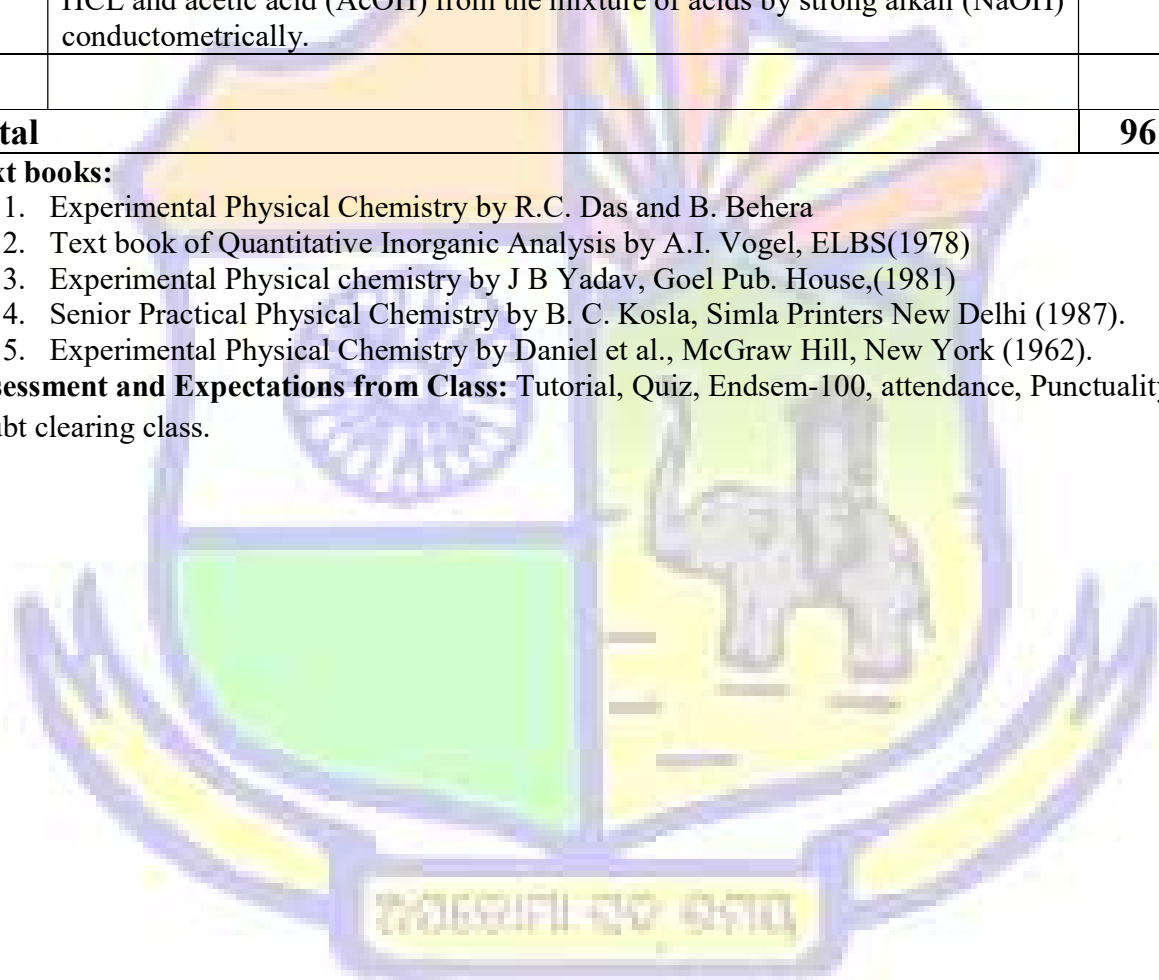 HCL and acetic acid (AcOH) from the mixture of acids by strong alkali (NaOH)
conductometrically.
tal 96
xt books:
1. Experimental Physical Chemistry by R.C. Das and B. Behera
2. Text book of Quantitative Inorganic Analysis by A.I. Vogel, ELBS(1978)
3. Experimental Physical chemistry by J B Yadav, Goel Pub. House,(1981)
4. Senior Practical Physical Chemistry by B. C. Kosla, Simla Printers New Delhi (1987).
5. Experimental Physical Chemistry by Daniel et al., McGraw Hill, New York (1962).
sessment and Expectations from Class: Tutorial, Quiz, Endsem-100, attendance, Punctuality
bt clearing class.